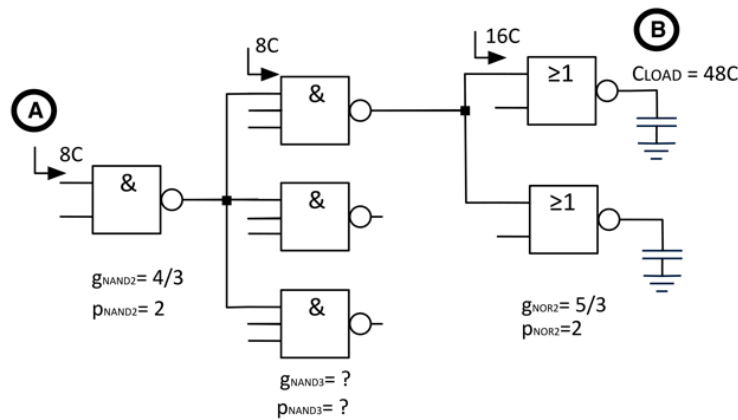 8C
16C
B
≥1
CLOAD = 48C
&
A
8C
&
≥1
&
gNAND2= 4/3
pNAND2= 2
&
gNOR2= 5/3
pNOR2=2
gNAND3= ?
pNAND3= ?